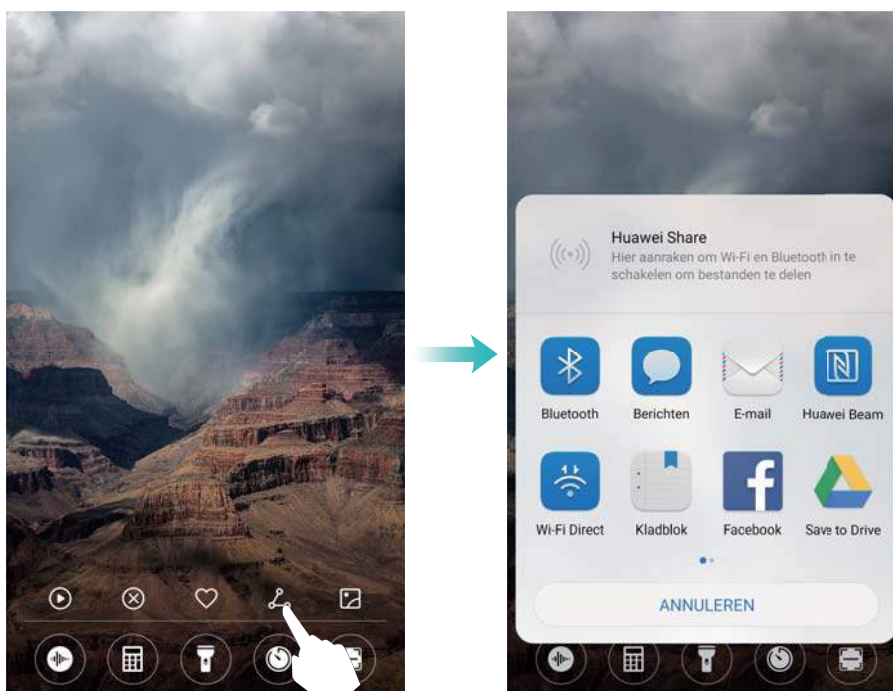 Huawei Share
Hier aanraken om Wi-Fi en Bluetooth in te
schakelen om bestanden te delen
Bluetooth
Berichten
E-mail
Huawei Beam
Wi-Fi Direct
Kladblok
Facebook
Save to Drive
ANNULEREN